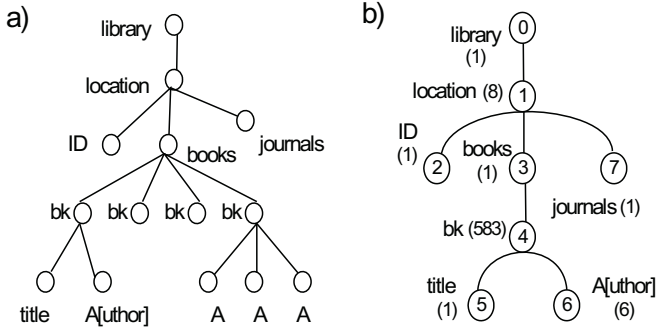 a)
library
location
ID
books
journals
bk
bk
bk
bk
title
A[uthor]
A
A
A
b)
0
library
(1)
location (8)
1
ID
(1)
2
books
(1)
3
7
journals (1)
bk (583)
4
title
(1)
5
6
A[uthor]
(6)